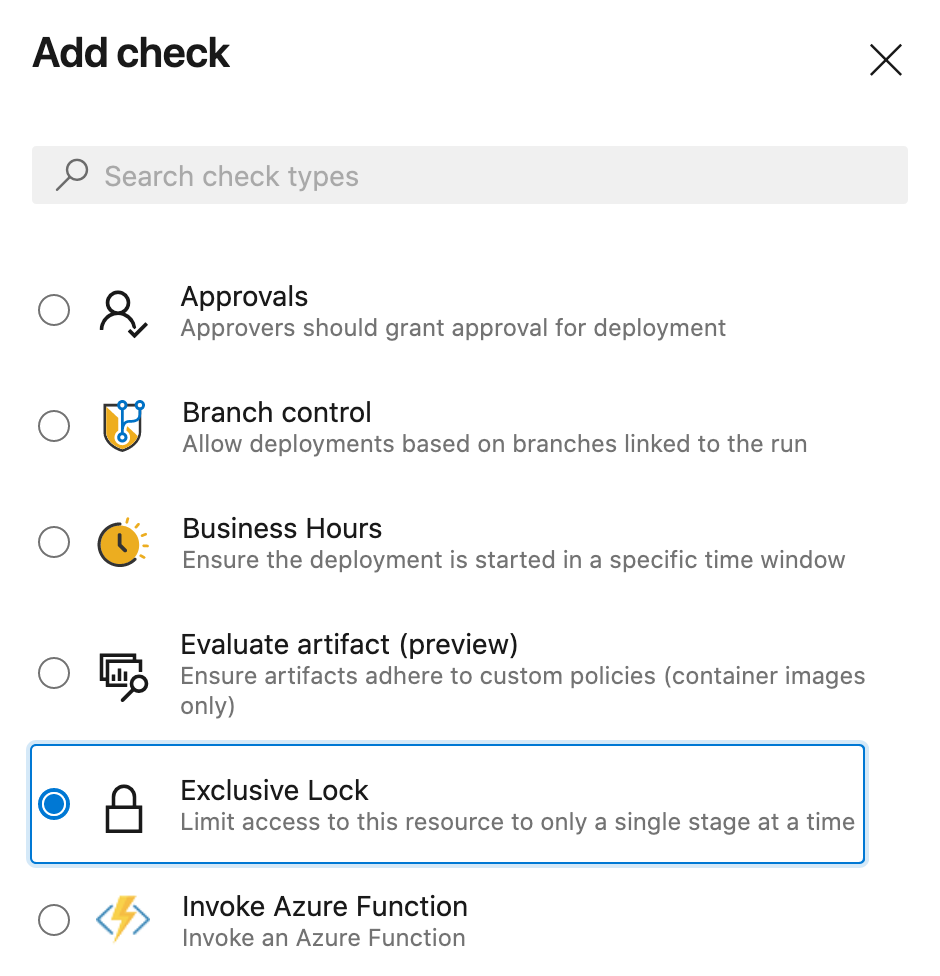 Add check
Search check types
Approvals
Approvers should grant approval for deployment
Branch control
Allow deployments based on branches linked to the run
Business Hours
Ensure the deployment is started in a specific time window
Evaluate artifact (preview)
Ensure artifacts adhere to custom policies (container images
only)
Exclusive Lock
Limit access to this resource to only a single stage at a time
Invoke Azure Function
Invoke an Azure Function